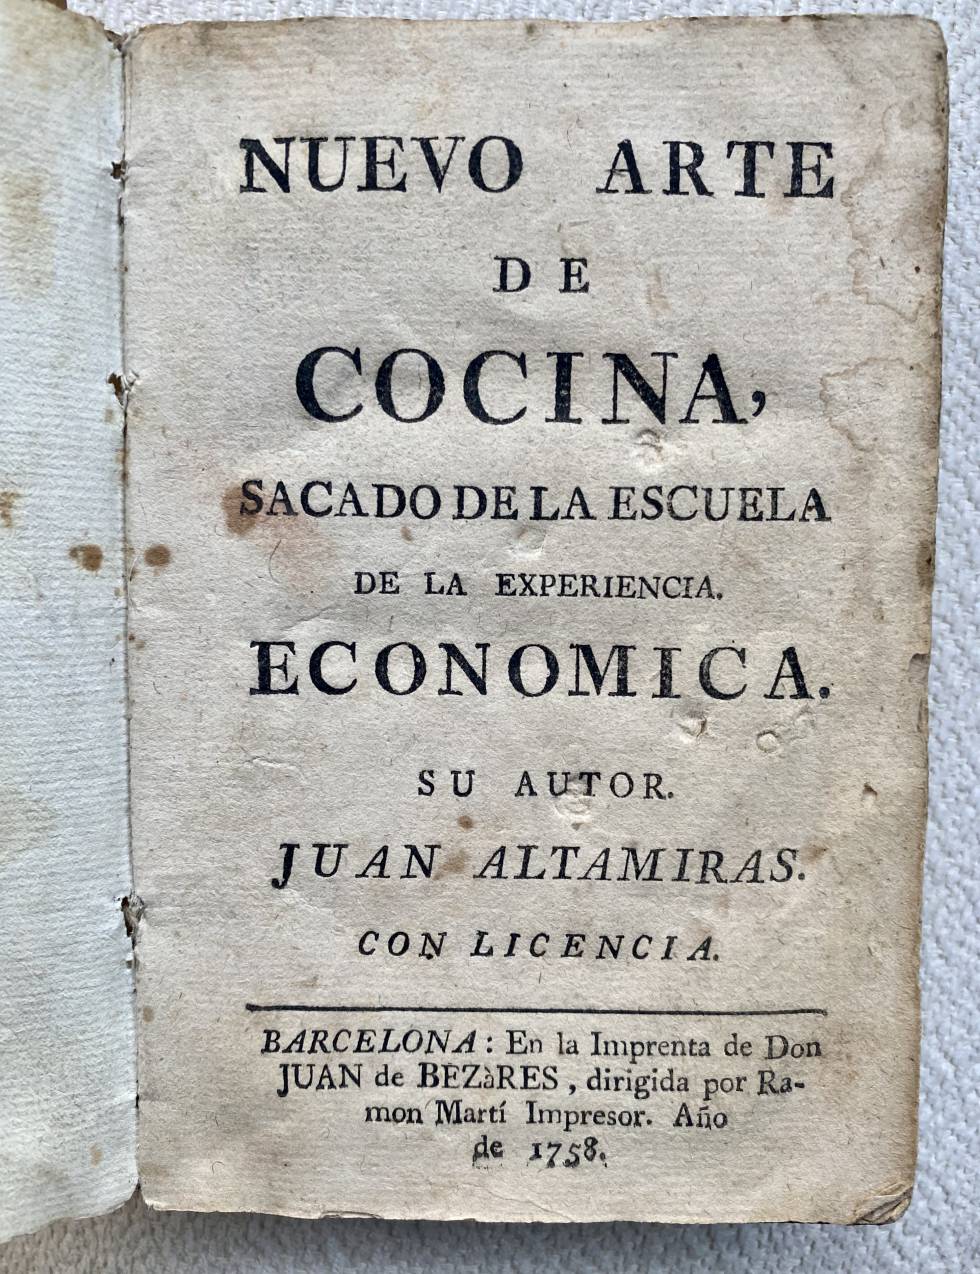 NUEVO ARTE
DE
COCINA,
SACADO DE LA ESCUELA
DE LA EXPERIENCIA.
ECONOMICA.
SU AUTOR.
JUAN ALTAMIRAS.
CON LICENCIA.
BARCELONA: En la Imprenta de Don
JUAN de BEZàRES, dirigida por Ra-
mon Martí Impresor. Año
de 1758.